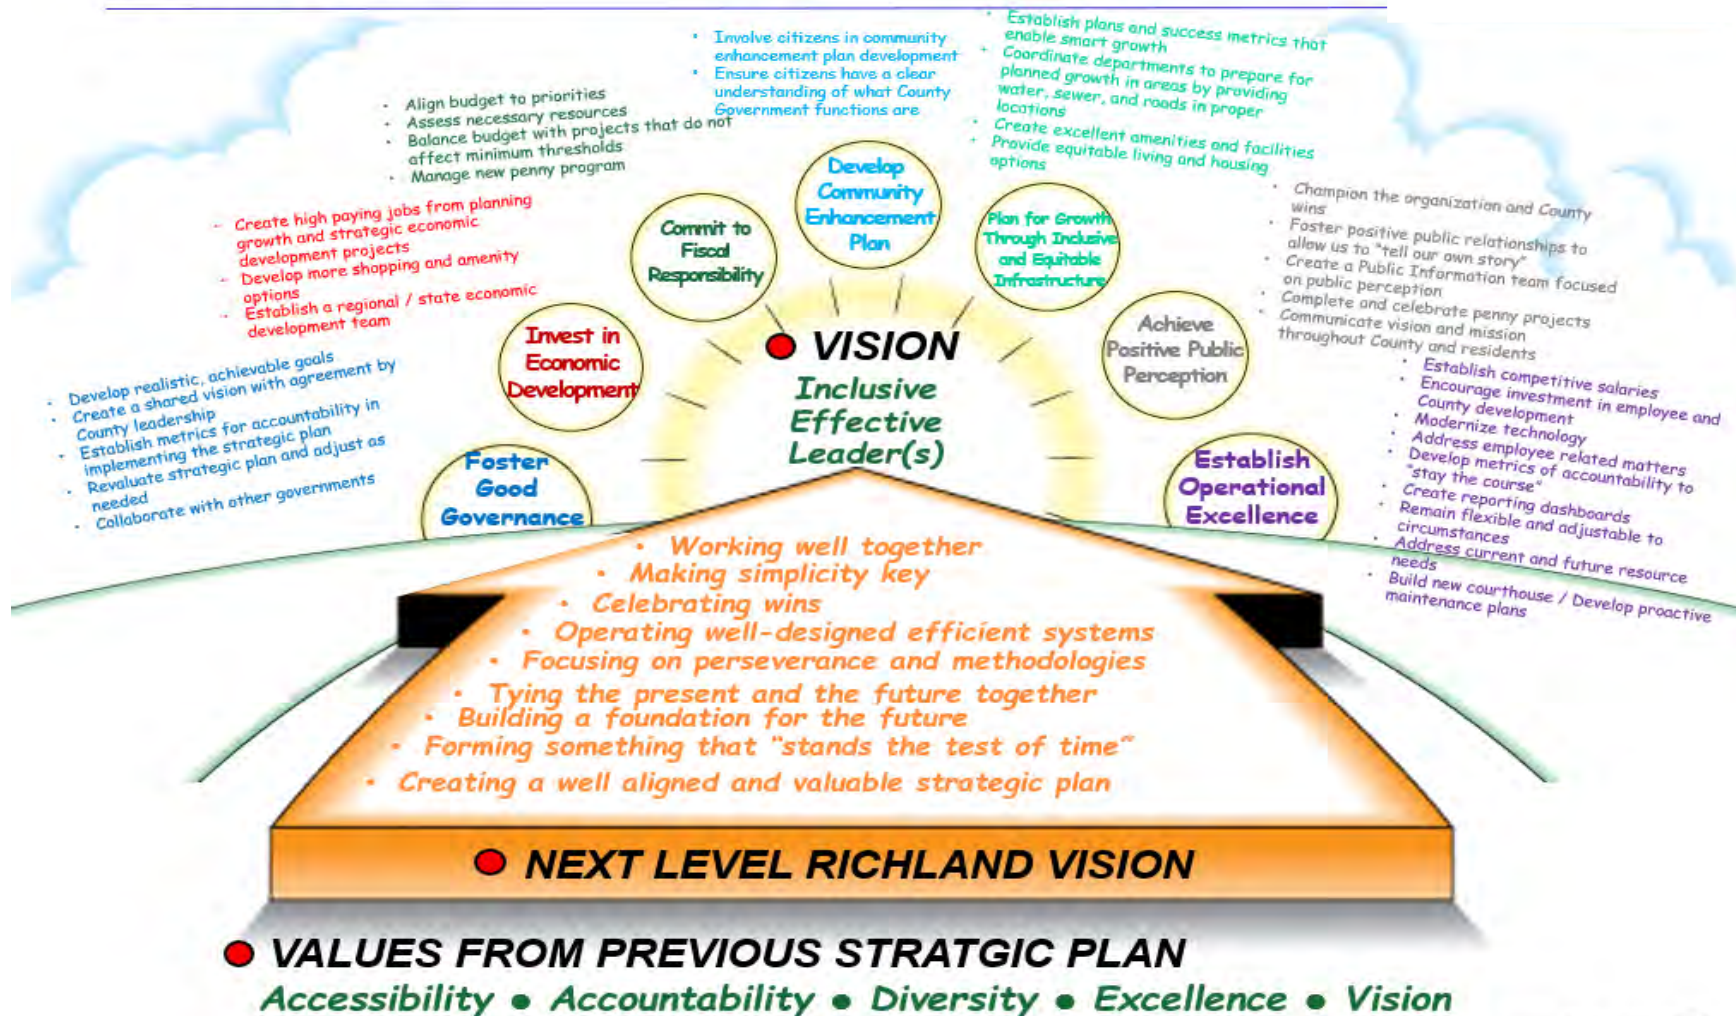 • Involve citizens in community
enhancement plan development
• Ensure citizens have a clear
understanding of what County
Government functions are
• Establish plans and success metrics that
enable smart growth
• Coordinate departments to prepare for
planned growth in areas by providing
water, sewer, and roads in proper
locations
• Create excellent amenities and facilities
• Provide equitable living and housing
options
• Align budget to priorities
• Assess necessary resources
• Balance budget with projects that do not
affect minimum thresholds
• Manage new penny program
• Champion the organization and County
wins
• Foster positive public relationships to
allow us to "tell our own story"
• Create a Public Information team focused
on public perception
• Complete and celebrate penny projects
• Communicate vision and mission
throughout County and residents
• Create high paying jobs from planning
growth and strategic economic
development projects
• Develop more shopping and amenity
options
• Establish a regional / state economic
development team
• Develop realistic, achievable goals
• Create a shared vision with agreement by
County leadership
• Establish metrics for accountability in
implementing the strategic plan
• Revaluate strategic plan and adjust as
needed
• Collaborate with other governments
• Establish competitive salaries
• Encourage investment in employee and
County development
• Modernize technology
• Address employee related matters
• Develop metrics of accountability to
"stay the course"
• Create reporting dashboards
• Remain flexible and adjustable to
circumstances
• Address current and future resource
needs
• Build new courthouse / Develop proactive
maintenance plans
Foster
Good
Governance
Invest in
Economic
Development
Commit to
Fiscal
Responsibility
Develop
Community
Enhancement
Plan
Plan for Growth
Through Inclusive
and Equitable
Infrastructure
Achieve
Positive Public
Perception
Establish
Operational
Excellence
VISION
Inclusive
Effective
Leader(s)
• Working well together
• Making simplicity key
• Celebrating wins
• Operating well-designed efficient systems
• Focusing on perseverance and methodologies
• Tying the present and the future together
• Building a foundation for the future
• Forming something that "stands the test of time"
• Creating a well aligned and valuable strategic plan
NEXT LEVEL RICHLAND VISION
VALUES FROM PREVIOUS STRATGIC PLAN
Accessibility • Accountability • Diversity • Excellence • Vision